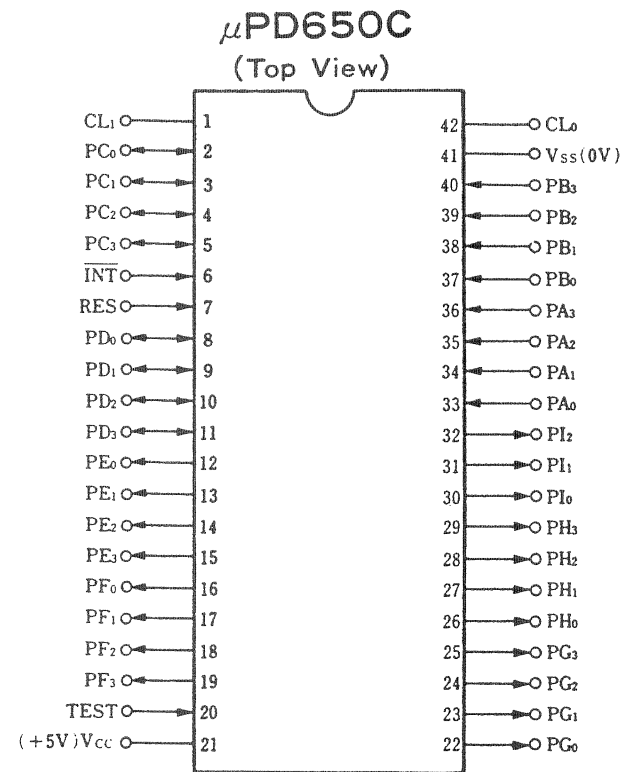 μPD650C
(Top View)
CL₁ 1 42 CL₀
PC₀ 2 41 Vss(0V)
PC₁ 3 40 PB₃
PC₂ 4 39 PB₂
PC₃ 5 38 PB₁
I̅N̅T̅ 6 37 PB₀
RES 7 36 PA₃
PD₀ 8 35 PA₂
PD₁ 9 34 PA₁
PD₂ 10 33 PA₀
PD₃ 11 32 PI₂
PE₀ 12 31 PI₁
PE₁ 13 30 PI₀
PE₂ 14 29 PH₃
PE₃ 15 28 PH₂
PF₀ 16 27 PH₁
PF₁ 17 26 PH₀
PF₂ 18 25 PG₃
PF₃ 19 24 PG₂
TEST 20 23 PG₁
(+5V)Vcc 21 22 PG₀